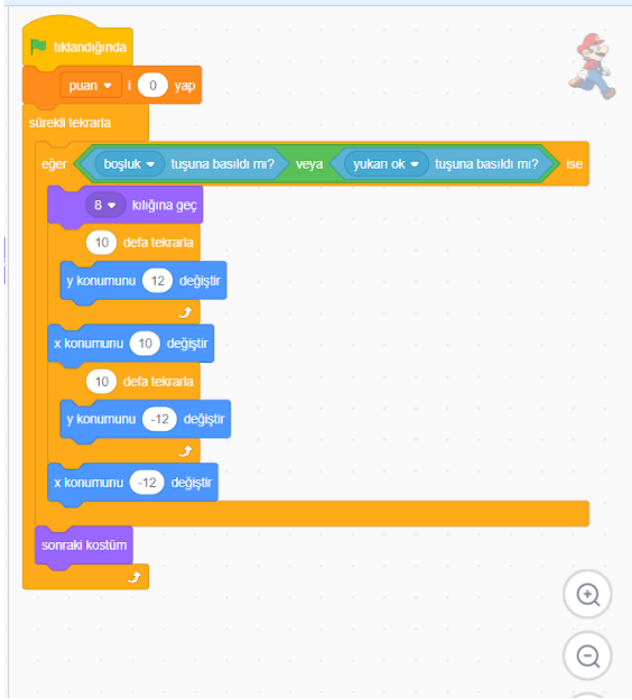 tıklandığında
puan i 0 yap
sürekli tekrarla
eğer boşluk tuşuna basıldı mı? veya yukarı ok tuşuna basıldı mı? ise
8 kılığına geç
10 defa tekrarla
y konumunu 12 değiştir
x konumunu 10 değiştir
10 defa tekrarla
y konumunu -12 değiştir
x konumunu -12 değiştir
sonraki kostüm